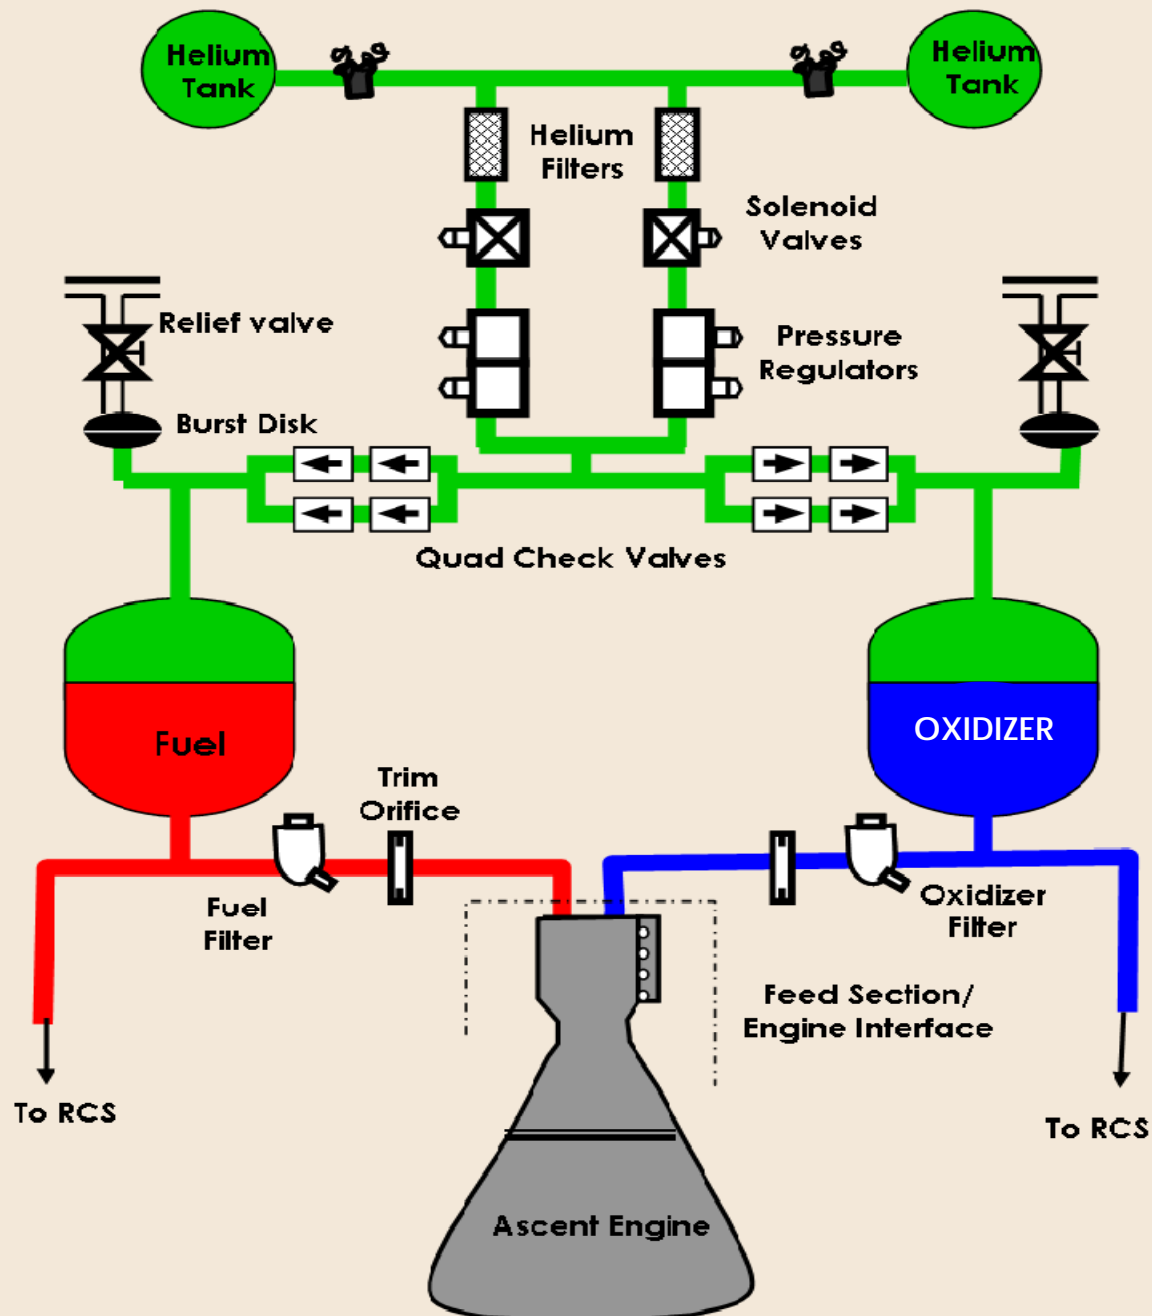 Helium
Tank
Helium
Tank
Helium
Filters
Solenoid
Valves
Relief valve
Pressure
Regulators
Burst Disk
Quad Check Valves
Fuel
OXIDIZER
Trim
Orifice
Fuel
Filter
Oxidizer
Filter
Feed Section/
Engine Interface
To RCS
To RCS
Ascent Engine